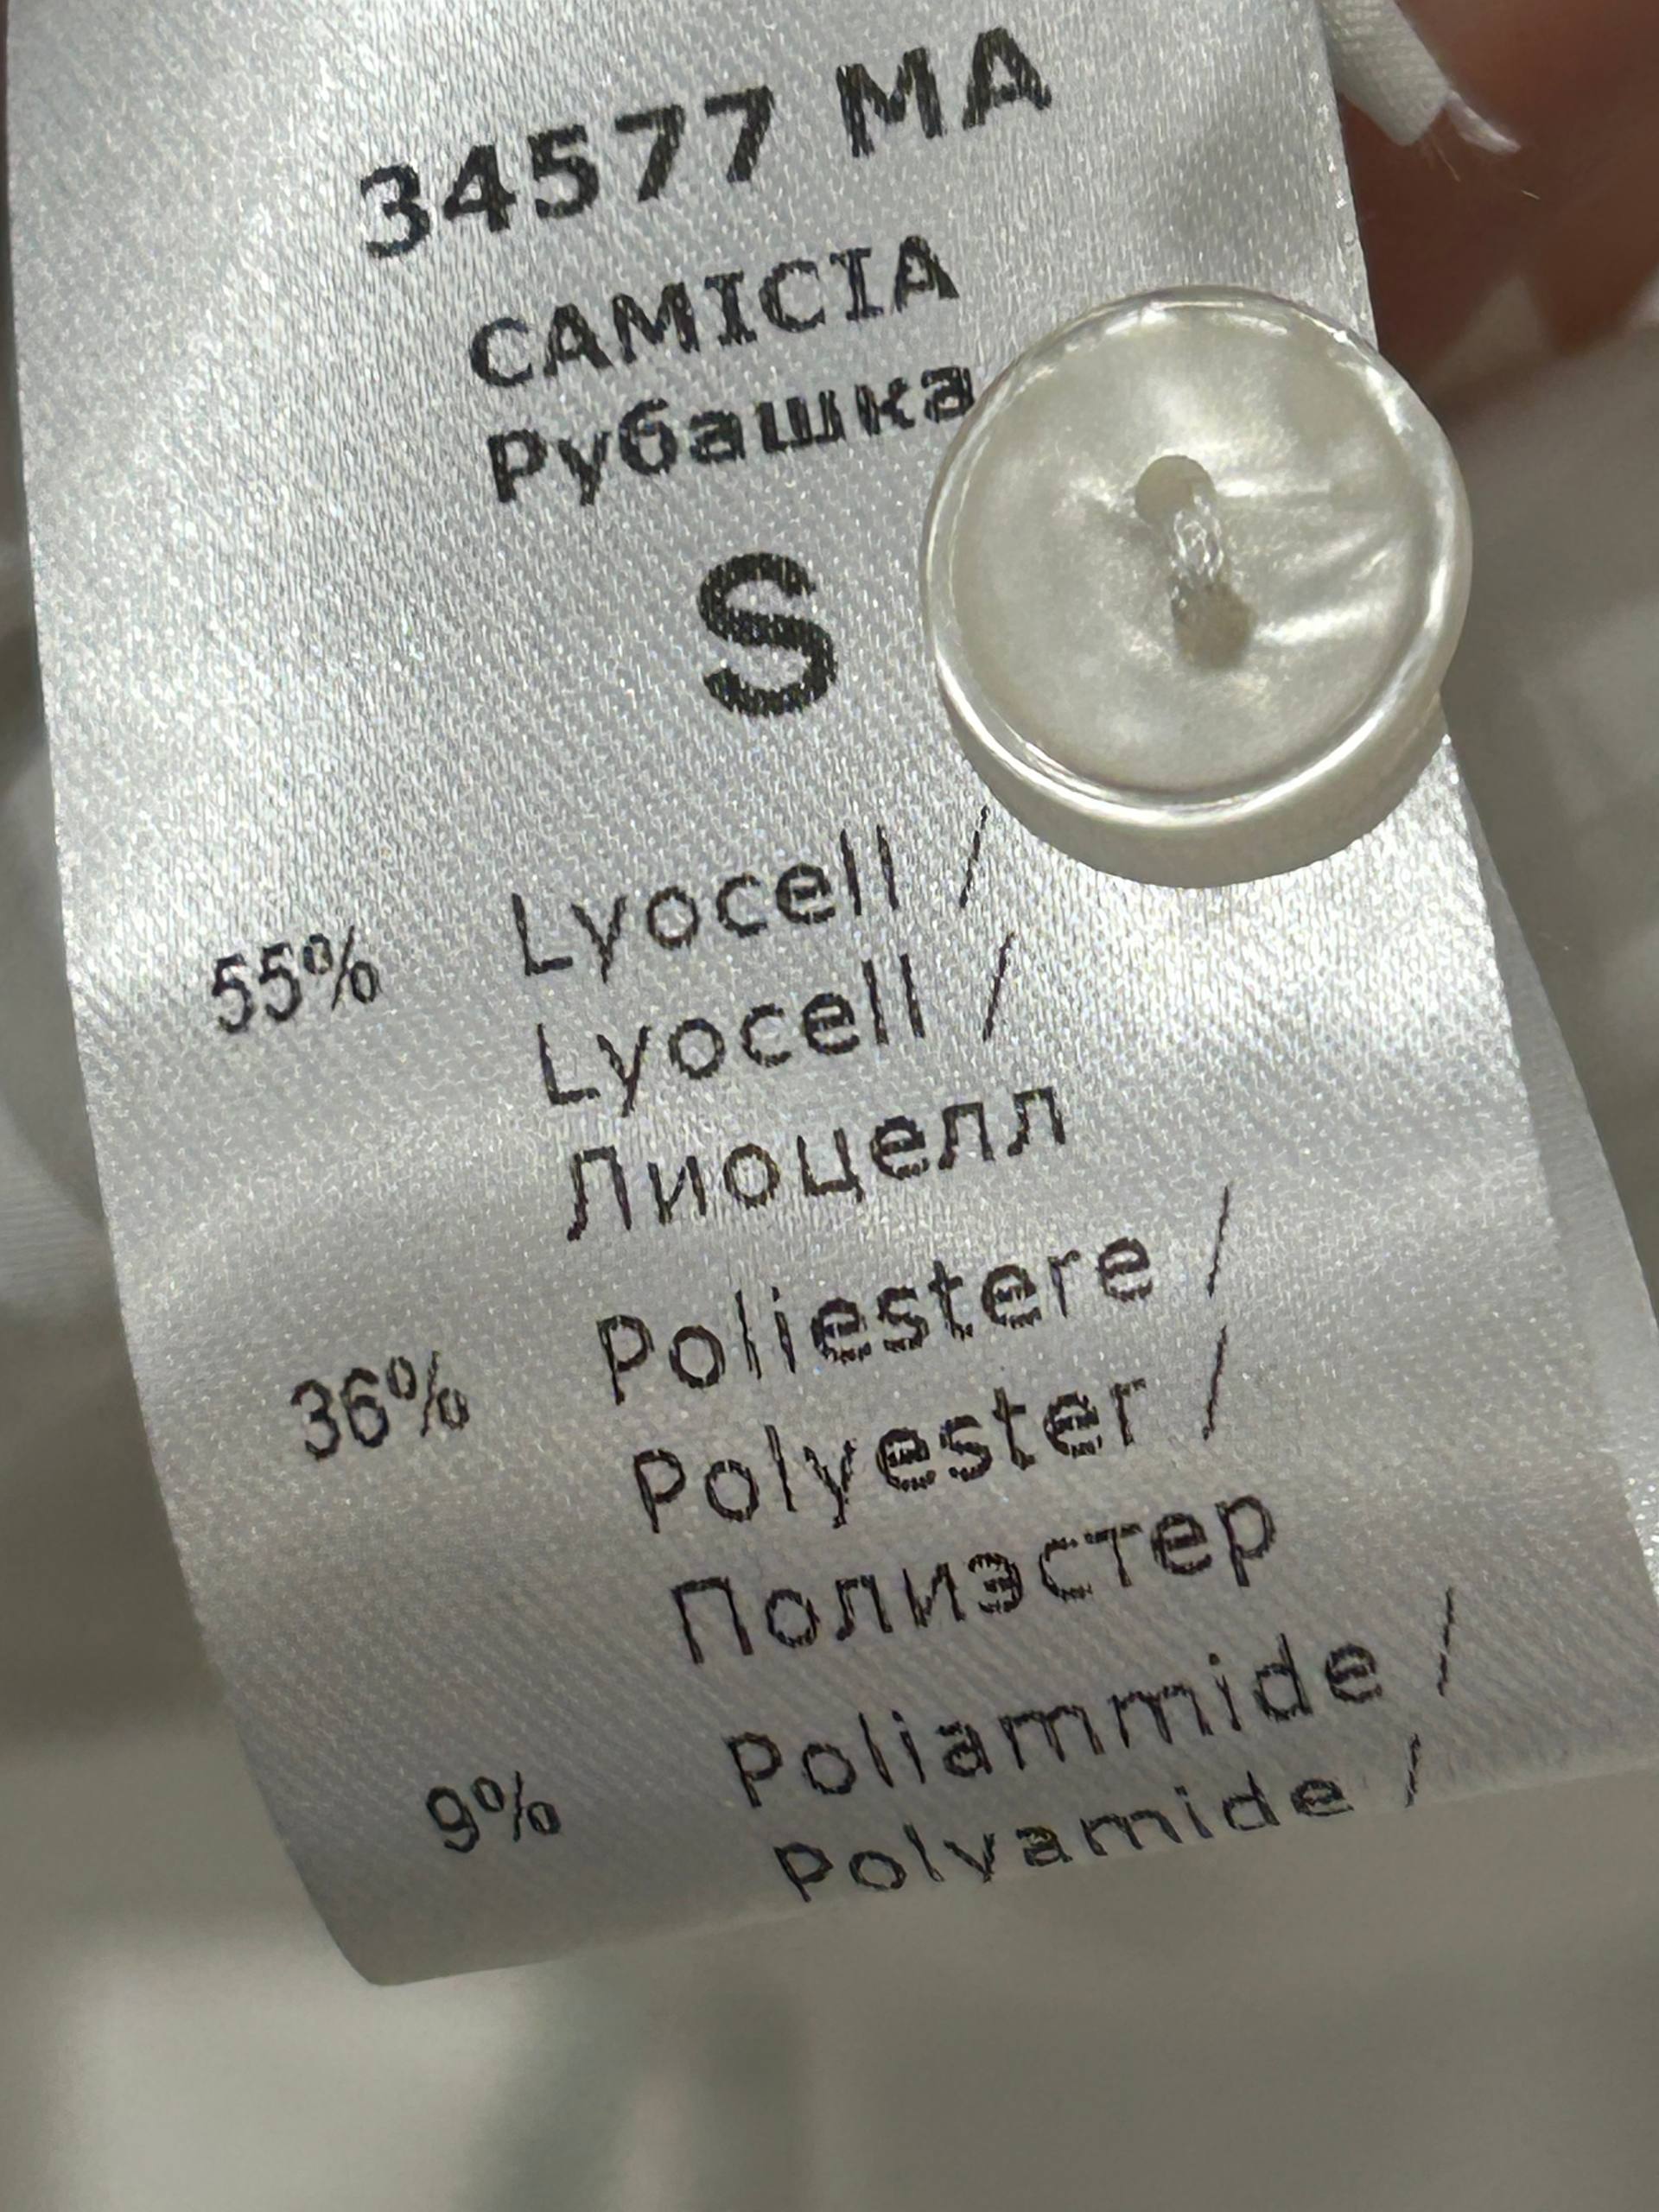 34577 MA
CAMICIA
Рубашка
S
55% Lyocell /
Lyocell /
Лиоцелл
36% Poliestere /
Polyester /
Полиэстер
9% Poliammide /
Polyamide /